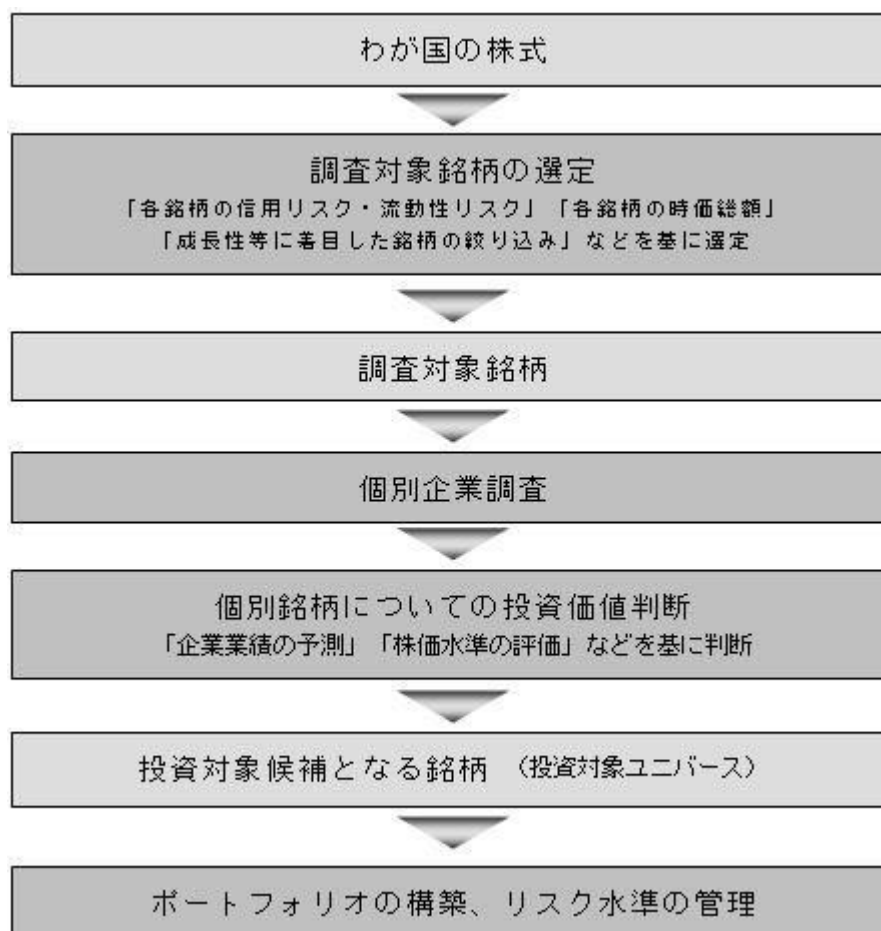 わが国の株式
調査対象銘柄の選定
「各銘柄の信用リスク・流動性リスク」「各銘柄の時価総額」
「成長性等に着目した銘柄の絞り込み」などを基に選定
調査対象銘柄
個別企業調査
個別銘柄についての投資価値判断
「企業業績の予測」「株価水準の評価」などを基に判断
投資対象候補となる銘柄 （投資対象ユニバース）
ポートフォリオの構築、リスク水準の管理